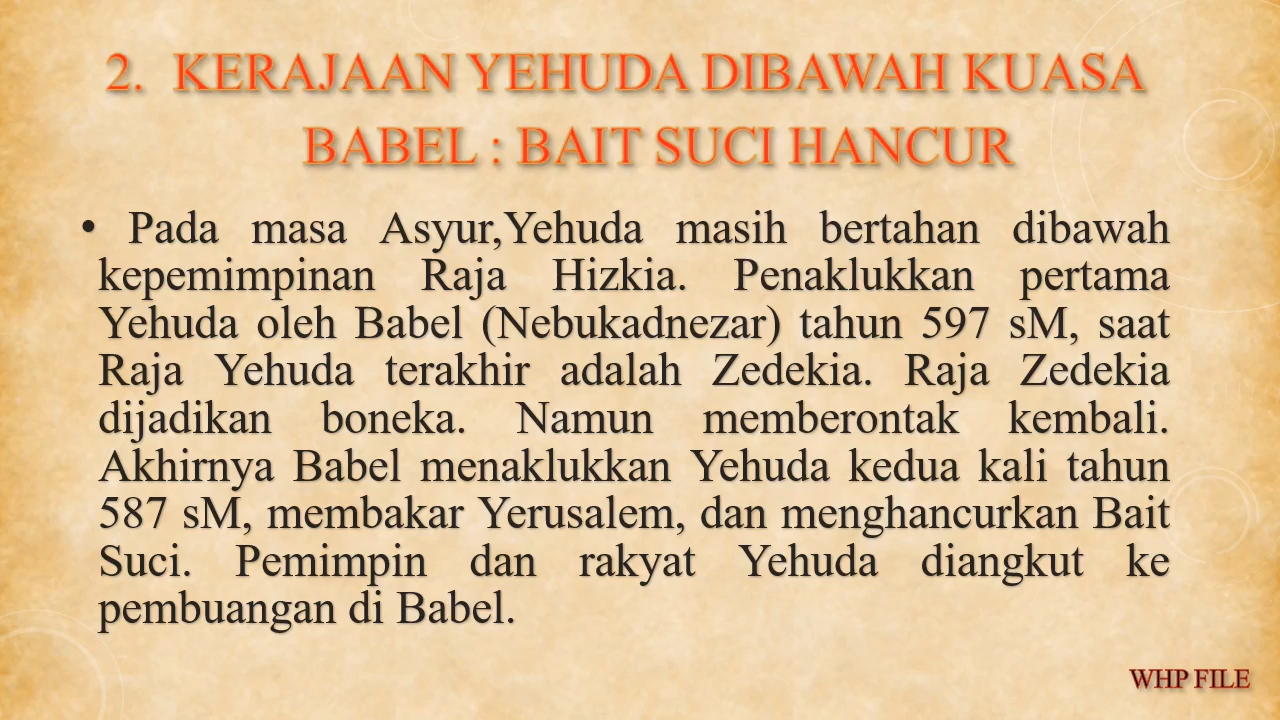 2. KERAJAAN YEHUDA DIBAWAH KUASA
BABEL : BAIT SUCI HANCUR
• Pada masa Asyur,Yehuda masih bertahan dibawah
kepemimpinan Raja Hizkia. Penaklukkan pertama
Yehuda oleh Babel (Nebukadnezar) tahun 597 sM, saat
Raja Yehuda terakhir adalah Zedekia. Raja Zedekia
dijadikan boneka. Namun memberontak kembali.
Akhirnya Babel menaklukkan Yehuda kedua kali tahun
587 sM, membakar Yerusalem, dan menghancurkan Bait
Suci. Pemimpin dan rakyat Yehuda diangkut ke
pembuangan di Babel.
WHP FILE